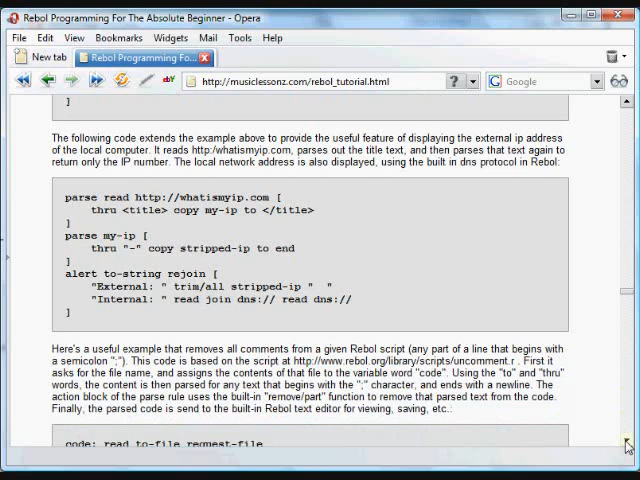 Rebol Programming For The Absolute Beginner - Opera
File Edit View Bookmarks Widgets Mail Tools Help
New tab Rebol Programming Fo...
http://musiclessonz.com/rebol_tutorial.html ? Google
]
The following code extends the example above to provide the useful feature of displaying the external ip address
of the local computer. It reads http:/whatismyip.com, parses out the title text, and then parses that text again to
return only the IP number. The local network address is also displayed, using the built in dns protocol in Rebol:
parse read http://whatismyip.com [
thru <title> copy my-ip to </title>
]
parse my-ip [
thru "-" copy stripped-ip to end
]
alert to-string rejoin [
"External: " trim/all stripped-ip "  "
"Internal: " read join dns:// read dns://
]
Here's a useful example that removes all comments from a given Rebol script (any part of a line that begins with
a semicolon ";"). This code is based on the script at http://www.rebol.org/library/scripts/uncomment.r . First it
asks for the file name, and assigns the contents of that file to the variable word "code". Using the "to" and "thru"
words, the content is then parsed for any text that begins with the ";" character, and ends with a newline. The
action block of the parse rule uses the built-in "remove/part" function to remove that parsed text from the code.
Finally, the parsed code is send to the built-in Rebol text editor for viewing, saving, etc.:
code: read to-file request-file